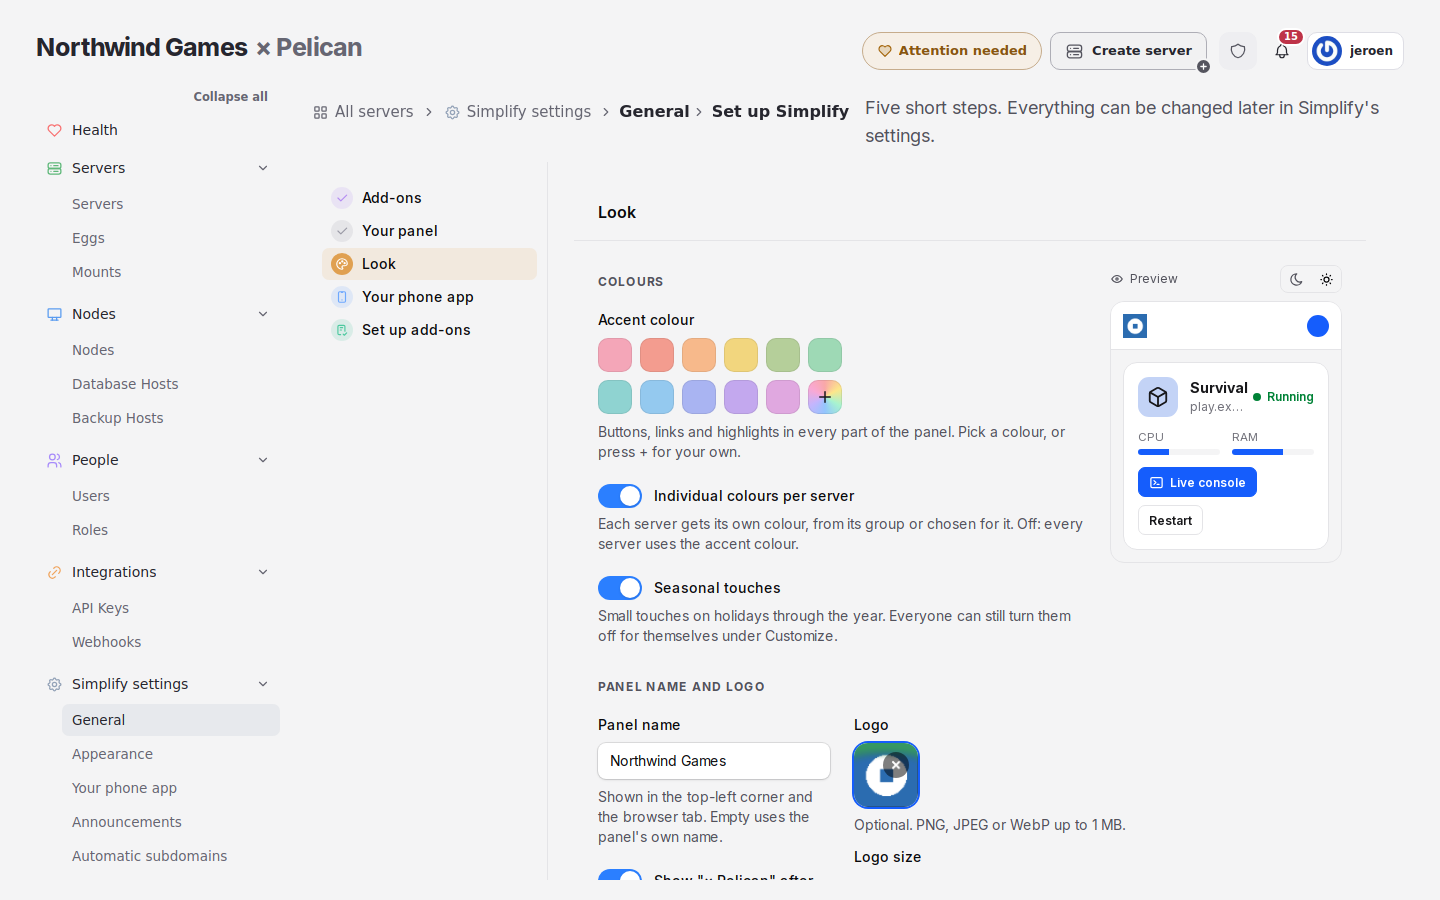 Northwind Games × Pelican
Attention needed
Create server
15
jeroen
Collapse all
Health
Servers
Servers
Eggs
Mounts
Nodes
Nodes
Database Hosts
Backup Hosts
People
Users
Roles
Integrations
API Keys
Webhooks
Simplify settings
General
Appearance
Your phone app
Announcements
Automatic subdomains
All servers > Simplify settings > General > Set up Simplify
Five short steps. Everything can be changed later in Simplify's
settings.
Add-ons
Your panel
Look
Your phone app
Set up add-ons
Look
COLOURS
Accent colour
Buttons, links and highlights in every part of the panel. Pick a colour, or
press + for your own.
Individual colours per server
Each server gets its own colour, from its group or chosen for it. Off: every
server uses the accent colour.
Seasonal touches
Small touches on holidays through the year. Everyone can still turn them
off for themselves under Customize.
PANEL NAME AND LOGO
Panel name
Northwind Games
Shown in the top-left corner and
the browser tab. Empty uses the
panel's own name.
Show "× Pelican" after
Logo
Optional. PNG, JPEG or WebP up to 1 MB.
Logo size
Preview
Survival
play.ex...
Running
CPU
RAM
Live console
Restart